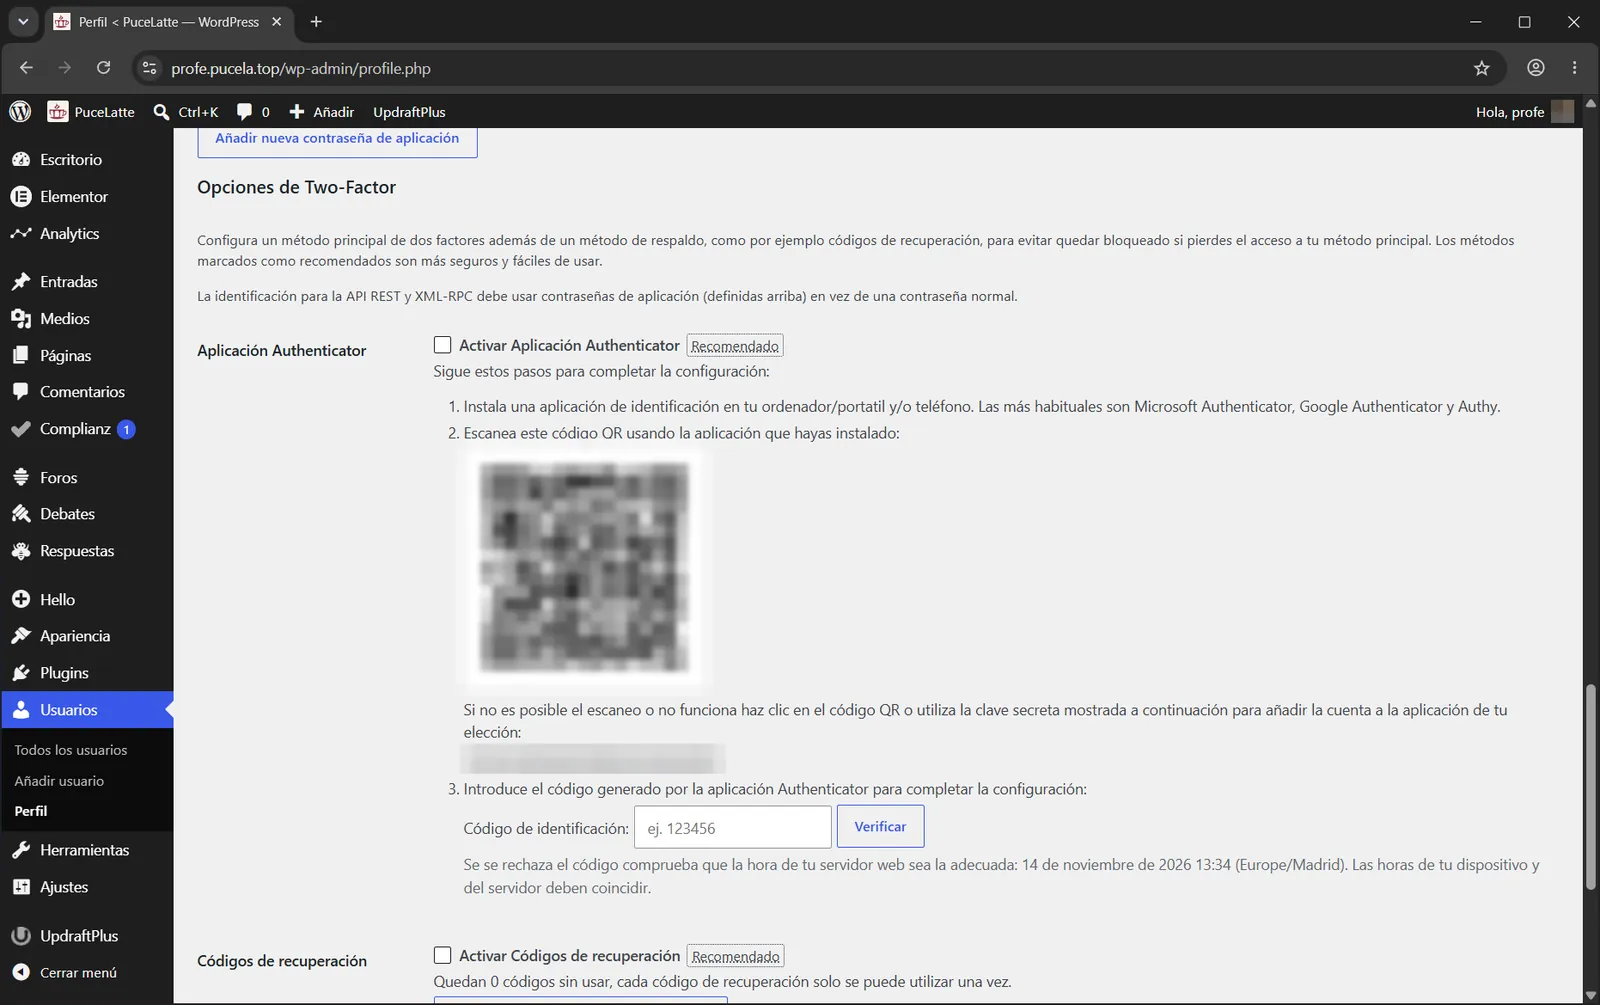 Perfil < PuceLatte — WordPress
profe.pucela.top/wp-admin/profile.php
PuceLatte
Ctrl+K
0
Añadir
UpdraftPlus
Hola, profe
Escritorio
Elementor
Analytics
Entradas
Medios
Páginas
Comentarios
Complianz 1
Foros
Debates
Respuestas
Hello
Apariencia
Plugins
Usuarios
Todos los usuarios
Añadir usuario
Perfil
Herramientas
Ajustes
UpdraftPlus
Cerrar menú
Añadir nueva contraseña de aplicación
Opciones de Two-Factor
Configura un método principal de dos factores además de un método de respaldo, como por ejemplo códigos de recuperación, para evitar quedar bloqueado si pierdes el acceso a tu método principal. Los métodos
marcados como recomendados son más seguros y fáciles de usar.
La identificación para la API REST y XML-RPC debe usar contraseñas de aplicación (definidas arriba) en vez de una contraseña normal.
Aplicación Authenticator
Activar Aplicación Authenticator Recomendado
Sigue estos pasos para completar la configuración:
1. Instala una aplicación de identificación en tu ordenador/portatil y/o teléfono. Las más habituales son Microsoft Authenticator, Google Authenticator y Authy.
2. Escanea este código QR usando la aplicación que hayas instalado:
Si no es posible el escaneo o no funciona haz clic en el código QR o utiliza la clave secreta mostrada a continuación para añadir la cuenta a la aplicación de tu
elección:
3. Introduce el código generado por la aplicación Authenticator para completar la configuración:
Código de identificación: ej. 123456 Verificar
Se se rechaza el código comprueba que la hora de tu servidor web sea la adecuada: 14 de noviembre de 2026 13:34 (Europe/Madrid). Las horas de tu dispositivo y
del servidor deben coincidir.
Códigos de recuperación
Activar Códigos de recuperación Recomendado
Quedan 0 códigos sin usar, cada código de recuperación solo se puede utilizar una vez.